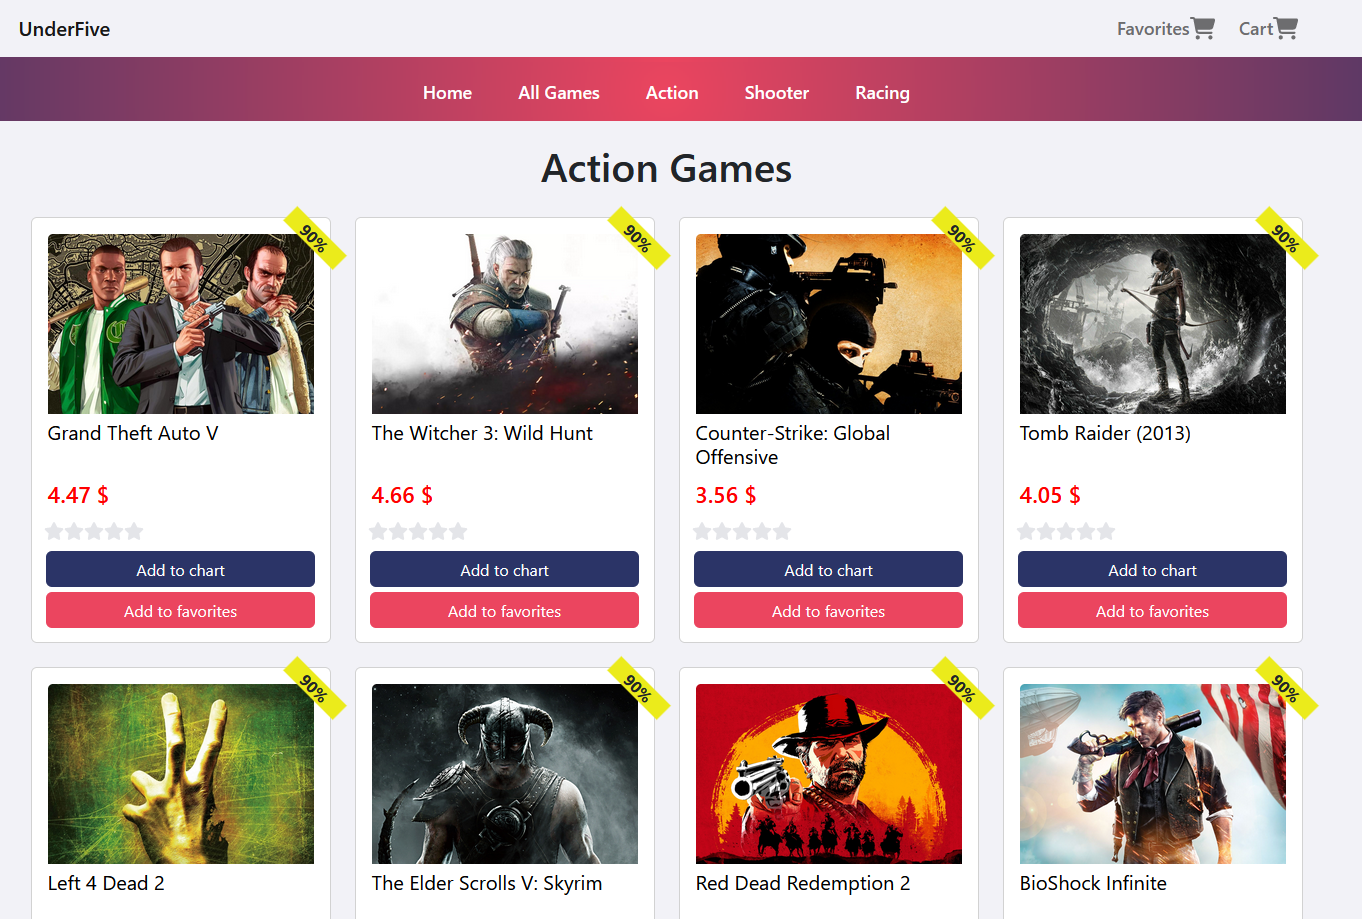 UnderFive
Favorites
Cart
Home
All Games
Action
Shooter
Racing
Action Games
90%
90%
90%
90%
Grand Theft Auto V
The Witcher 3: Wild Hunt
Counter-Strike: Global
Offensive
Tomb Raider (2013)
4.47 $
4.66 $
3.56 $
4.05 $
Add to chart
Add to chart
Add to chart
Add to chart
Add to favorites
Add to favorites
Add to favorites
Add to favorites
90%
90%
90%
90%
Left 4 Dead 2
The Elder Scrolls V: Skyrim
Red Dead Redemption 2
BioShock Infinite